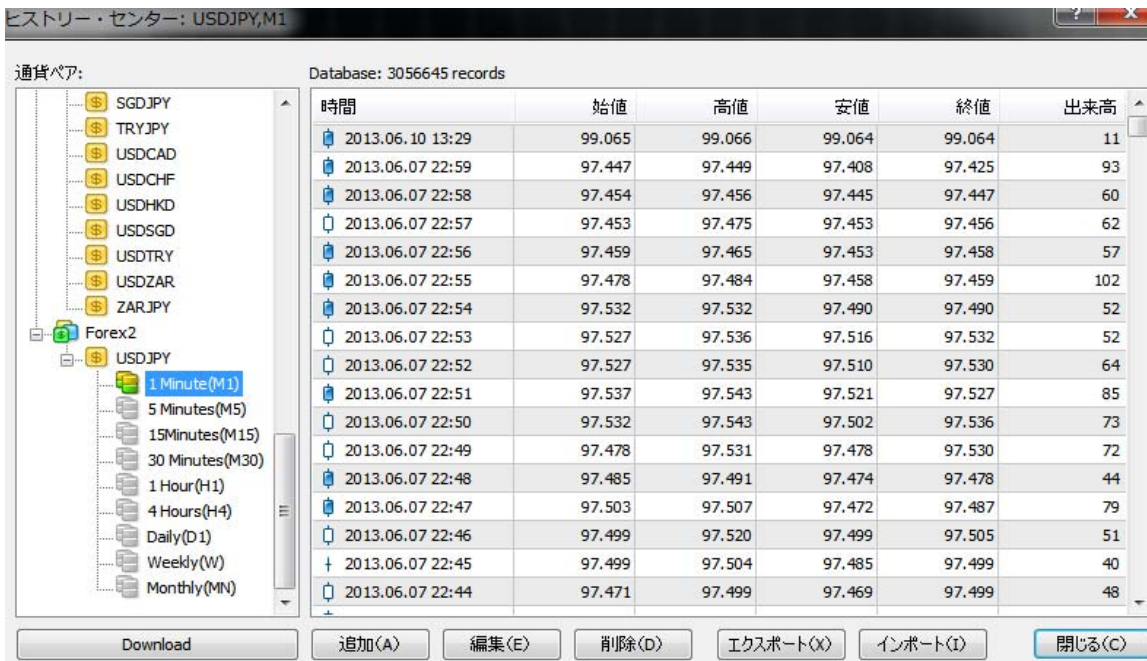 ヒストリー・センター: USDJPY,M1
通貨ペア:
Database: 3056645 records
SGDJPY
TRYJPY
USDCAD
USDCHF
USDHKD
USDSGD
USDTRY
USDZAR
ZARJPY
Forex2
USDJPY
1 Minute(M1)
5 Minutes(M5)
15Minutes(M15)
30 Minutes(M30)
1 Hour(H1)
4 Hours(H4)
Daily(D1)
Weekly(W)
Monthly(MN)
時間 始値 高値 安値 終値 出来高
2013.06.10 13:29 99.065 99.066 99.064 99.064 11
2013.06.07 22:59 97.447 97.449 97.408 97.425 93
2013.06.07 22:58 97.454 97.456 97.445 97.447 60
2013.06.07 22:57 97.453 97.475 97.453 97.456 62
2013.06.07 22:56 97.459 97.465 97.453 97.458 57
2013.06.07 22:55 97.478 97.484 97.458 97.459 102
2013.06.07 22:54 97.532 97.532 97.490 97.490 52
2013.06.07 22:53 97.527 97.536 97.516 97.532 52
2013.06.07 22:52 97.527 97.535 97.510 97.530 64
2013.06.07 22:51 97.537 97.543 97.521 97.527 85
2013.06.07 22:50 97.532 97.543 97.502 97.536 73
2013.06.07 22:49 97.478 97.531 97.478 97.530 72
2013.06.07 22:48 97.485 97.491 97.474 97.478 44
2013.06.07 22:47 97.503 97.507 97.472 97.487 79
2013.06.07 22:46 97.499 97.520 97.499 97.505 51
2013.06.07 22:45 97.499 97.504 97.485 97.499 40
2013.06.07 22:44 97.471 97.499 97.469 97.499 48
Download 追加(A) 編集(E) 削除(D) エクスポート(X) インポート(I) 閉じる(C)